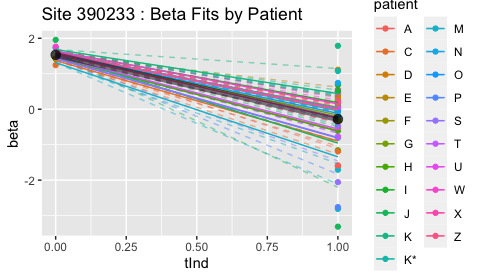 Site 390233 : Beta Fits by Patient
beta
2
0
-2
0.00 0.25 0.50 0.75 1.00
tInd
patient
A
C
D
E
F
G
H
I
J
K
K*
M
N
O
P
S
T
U
W
X
Z